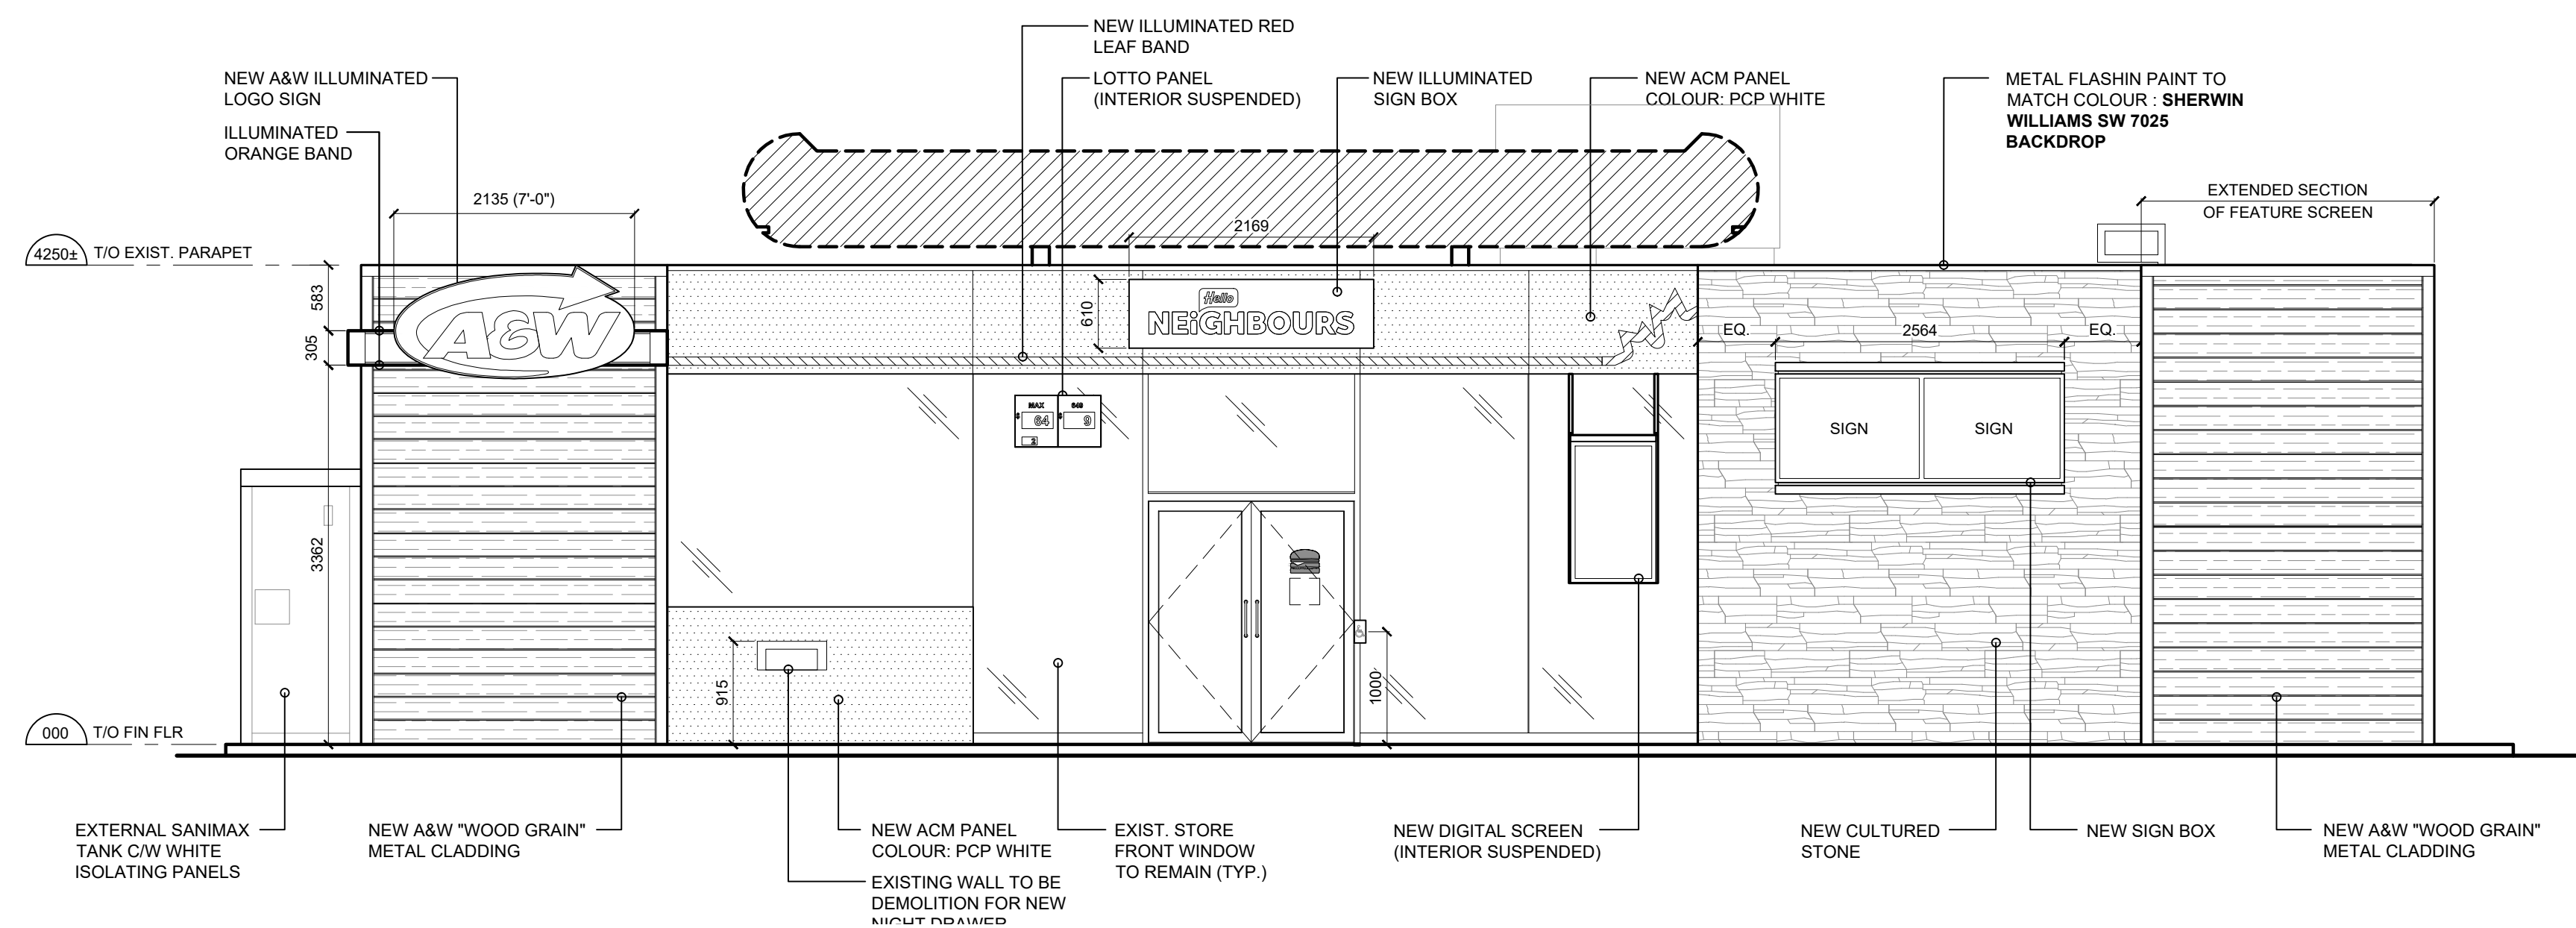 NEW ILLUMINATED RED
LEAF BAND
NEW A&W ILLUMINATED
LOGO SIGN
LOTTO PANEL
(INTERIOR SUSPENDED)
NEW ILLUMINATED
SIGN BOX
NEW ACM PANEL
COLOUR: PCP WHITE
METAL FLASHIN PAINT TO
MATCH COLOUR : SHERWIN
WILLIAMS SW 7025
BACKDROP
ILLUMINATED
ORANGE BAND
2135 (7'-0")
2169
EXTENDED SECTION
OF FEATURE SCREEN
4250±
T/O EXIST. PARAPET
583
305
3362
A&W
610
Hello
NEiGHBOURS
EQ.
2564
EQ.
MAX
64
2
649
9
SIGN
SIGN
915
1000
000
T/O FIN FLR
EXTERNAL SANIMAX
TANK C/W WHITE
ISOLATING PANELS
NEW A&W "WOOD GRAIN"
METAL CLADDING
NEW ACM PANEL
COLOUR: PCP WHITE
EXISTING WALL TO BE
DEMOLITION FOR NEW
NIGHT DRAWER
EXIST. STORE
FRONT WINDOW
TO REMAIN (TYP.)
NEW DIGITAL SCREEN
(INTERIOR SUSPENDED)
NEW CULTURED
STONE
NEW SIGN BOX
NEW A&W "WOOD GRAIN"
METAL CLADDING